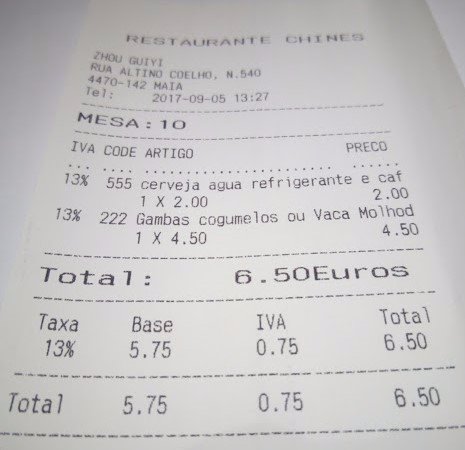 RESTAURANTE CHINES
ZHOU GUIYI
RUA ALTINO COELHO, N.540
4470-142 MAIA
Tel: 2017-09-05 13:27
MESA:10
IVA CODE ARTIGO PRECO
13% 555 cerveja agua refrigerante e caf
1 X 2.00 2.00
13% 222 Gambas cogumelos ou Vaca Molhod
1 X 4.50 4.50
Total: 6.50Euros
Taxa Base IVA Total
13% 5.75 0.75 6.50
Total 5.75 0.75 6.50